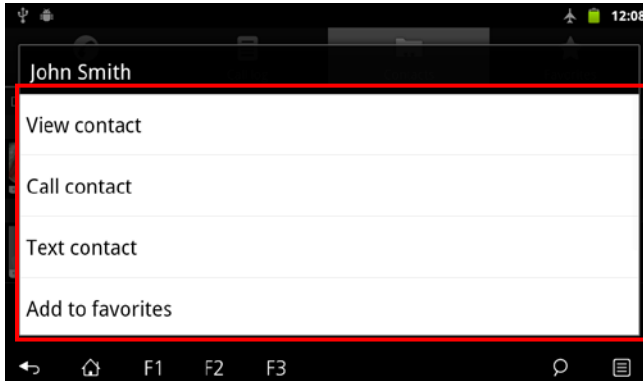 12:08
John Smith
View contact
Call contact
Text contact
Add to favorites
F1 F2 F3